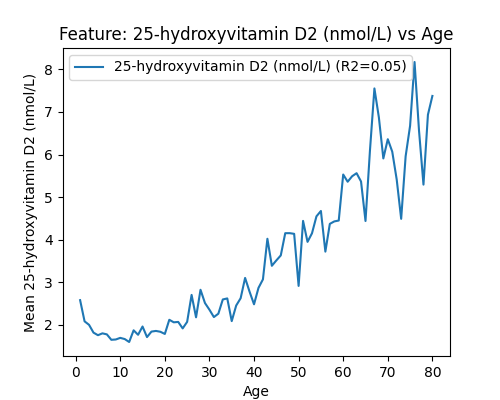 Feature: 25-hydroxyvitamin D2 (nmol/L) vs Age
25-hydroxyvitamin D2 (nmol/L) (R2=0.05)
Mean 25-hydroxyvitamin D2 (nmol/L)
8
7
6
5
4
3
2
0 10 20 30 40 50 60 70 80
Age